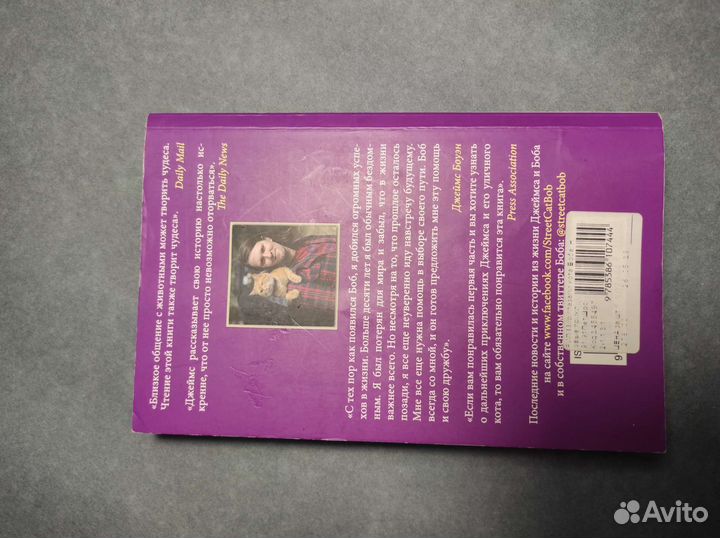 «Близкое общение с животными может творить чудеса.
Чтение этой книги также творит чудеса».
Daily Mail
«Джеймс рассказывает свою историю настолько ис-
кренне, что от нее просто невозможно оторваться».
The Daily News
«С тех пор как появился Боб, я добился огромных успе-
хов в жизни. Больше десяти лет я был обычным бездом-
ным. Я был потерян для мира и забыл, что в жизни
важнее всего. Но несмотря на то, что прошлое осталось
позади, я все еще неуверенно иду навстречу будущему.
Мне все еще нужна помощь в выборе своего пути. Боб
всегда со мной, и он готов предложить мне эту помощь
и свою дружбу».
Джеймс Боуэн
«Если вам понравилась первая часть и вы хотите узнать
о дальнейших приключениях Джеймса и его уличного
кота, то вам обязательно понравится эта книга».
Press Association
Последние новости и истории из жизни Джеймса и Боба
на сайте www.facebook.com/StreetCatBob
и в собственном твиттере Боба: @streetcatbob
9 785386 107444
Avito